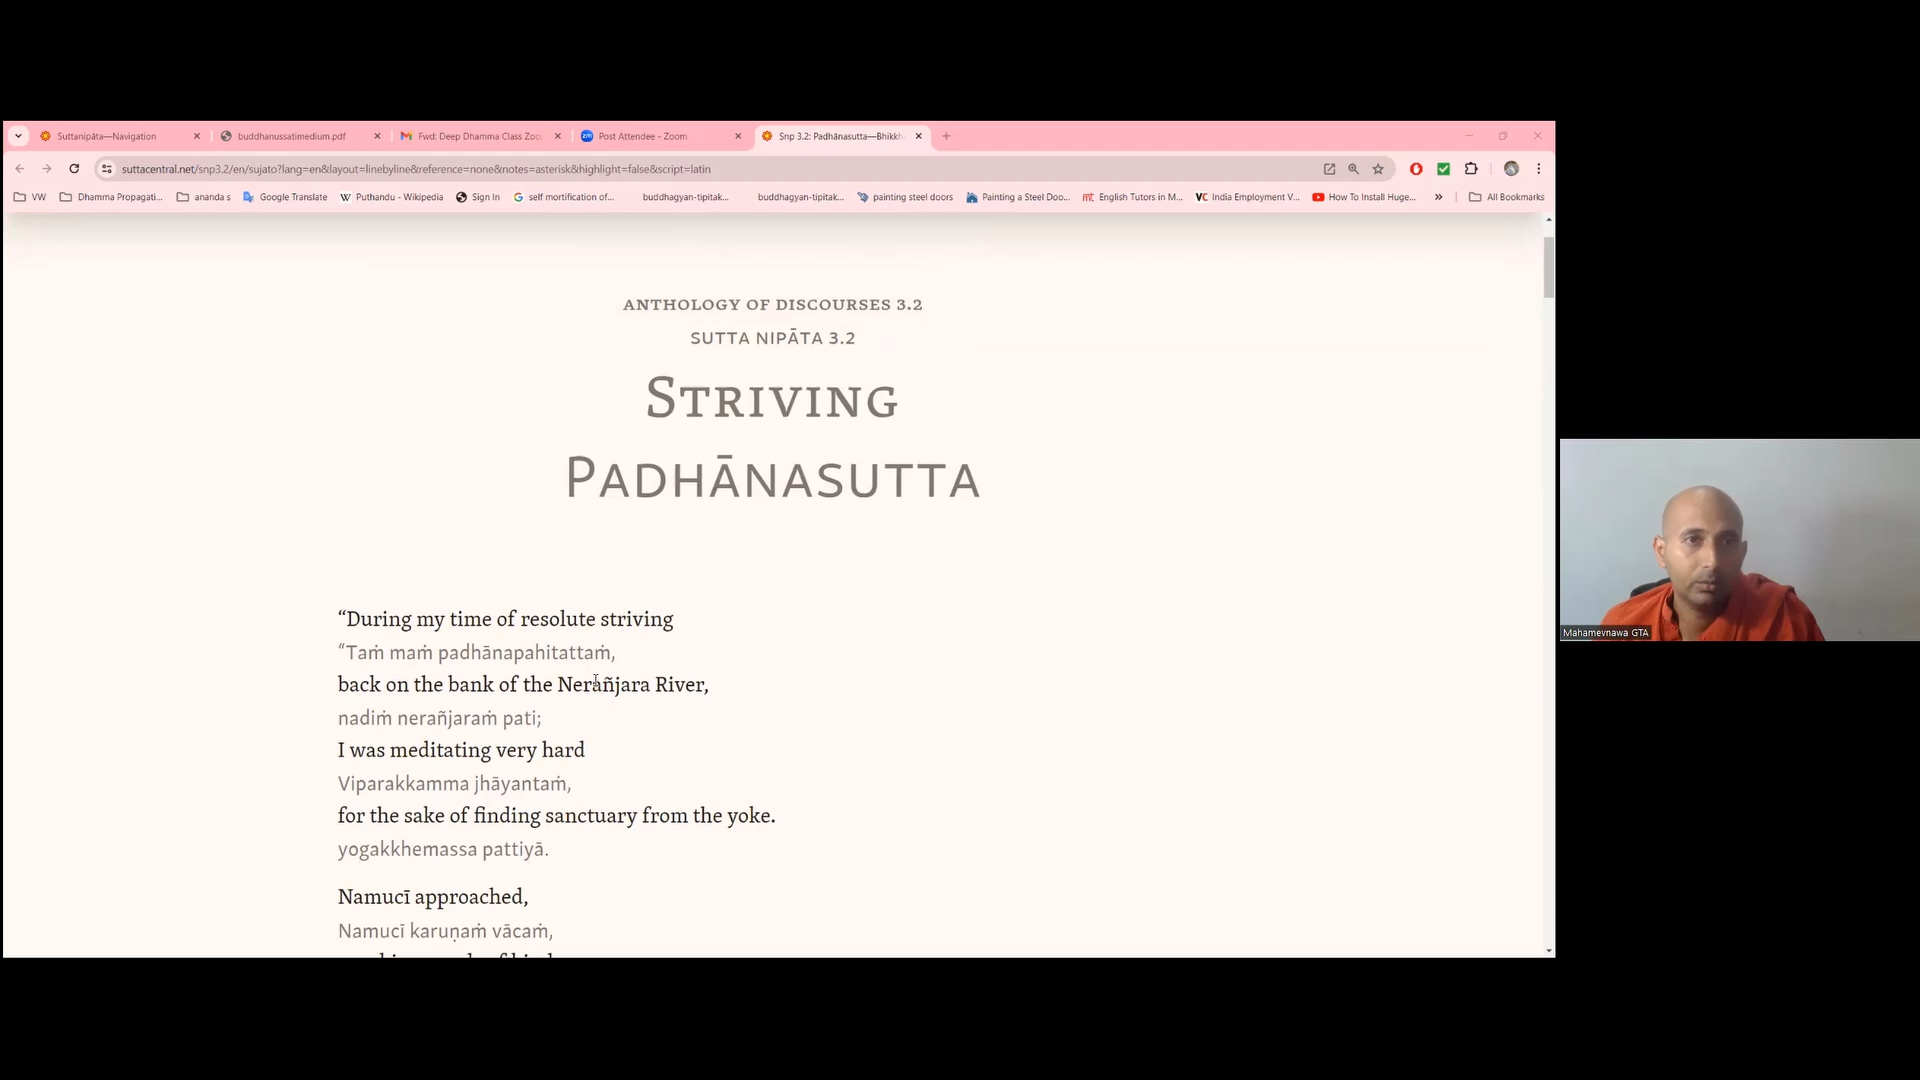 Suttanipāta—Navigation
buddhanussatimedium.pdf
Fwd: Deep Dhamma Class Zoo
Post Attendee - Zoom
Snp 3.2: Padhānasutta—Bhikkh
suttacentral.net/snp3.2/en/sujato?lang=en&layout=linebyline&reference=none&notes=asterisk&highlight=false&script=latin
VW
Dhamma Propagati...
ananda s
Google Translate
Puthandu - Wikipedia
Sign In
self mortification of...
buddhagyan-tipitak...
buddhagyan-tipitak...
painting steel doors
Painting a Steel Doo...
English Tutors in M...
India Employment V...
How To Install Huge...
»
All Bookmarks
ANTHOLOGY OF DISCOURSES 3.2
SUTTA NIPĀTA 3.2
STRIVING
PADHĀNASUTTA
“During my time of resolute striving
“Taṁ maṁ padhānapahitattaṁ,
back on the bank of the Nerañjara River,
nadiṁ nerañjaraṁ pati;
I was meditating very hard
Viparakkamma jhāyantaṁ,
for the sake of finding sanctuary from the yoke.
yogakkhemassa pattiyā.
Namucī approached,
Namucī karuṇaṁ vācaṁ,
Mahamevnawa GTA